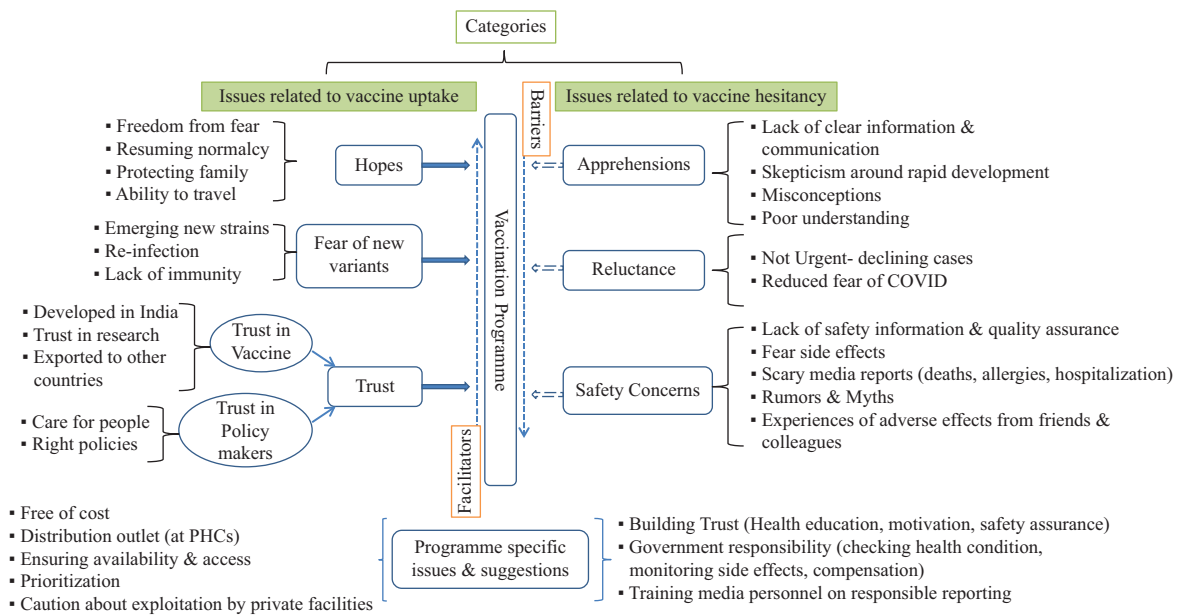 Categories
Issues related to vaccine uptake
▪ Freedom from fear
▪ Resuming normalcy
▪ Protecting family
▪ Ability to travel
Hopes
▪ Emerging new strains
▪ Re-infection
▪ Lack of immunity
Fear of new
variants
▪ Developed in India
▪ Trust in research
▪ Exported to other
countries
Trust in
Vaccine
▪ Care for people
▪ Right policies
Trust in
Policy
makers
Trust
Facilitators
Vaccination Programme
Barriers
Issues related to vaccine hesitancy
Apprehensions
▪ Lack of clear information &
communication
▪ Skepticism around rapid development
▪ Misconceptions
▪ Poor understanding
Reluctance
▪ Not Urgent- declining cases
▪ Reduced fear of COVID
Safety Concerns
▪ Lack of safety information & quality assurance
▪ Fear side effects
▪ Scary media reports (deaths, allergies, hospitalization)
▪ Rumors & Myths
▪ Experiences of adverse effects from friends &
colleagues
▪ Free of cost
▪ Distribution outlet (at PHCs)
▪ Ensuring availability & access
▪ Prioritization
▪ Caution about exploitation by private facilities
Programme specific
issues & suggestions
▪ Building Trust (Health education, motivation, safety assurance)
▪ Government responsibility (checking health condition,
monitoring side effects, compensation)
▪ Training media personnel on responsible reporting